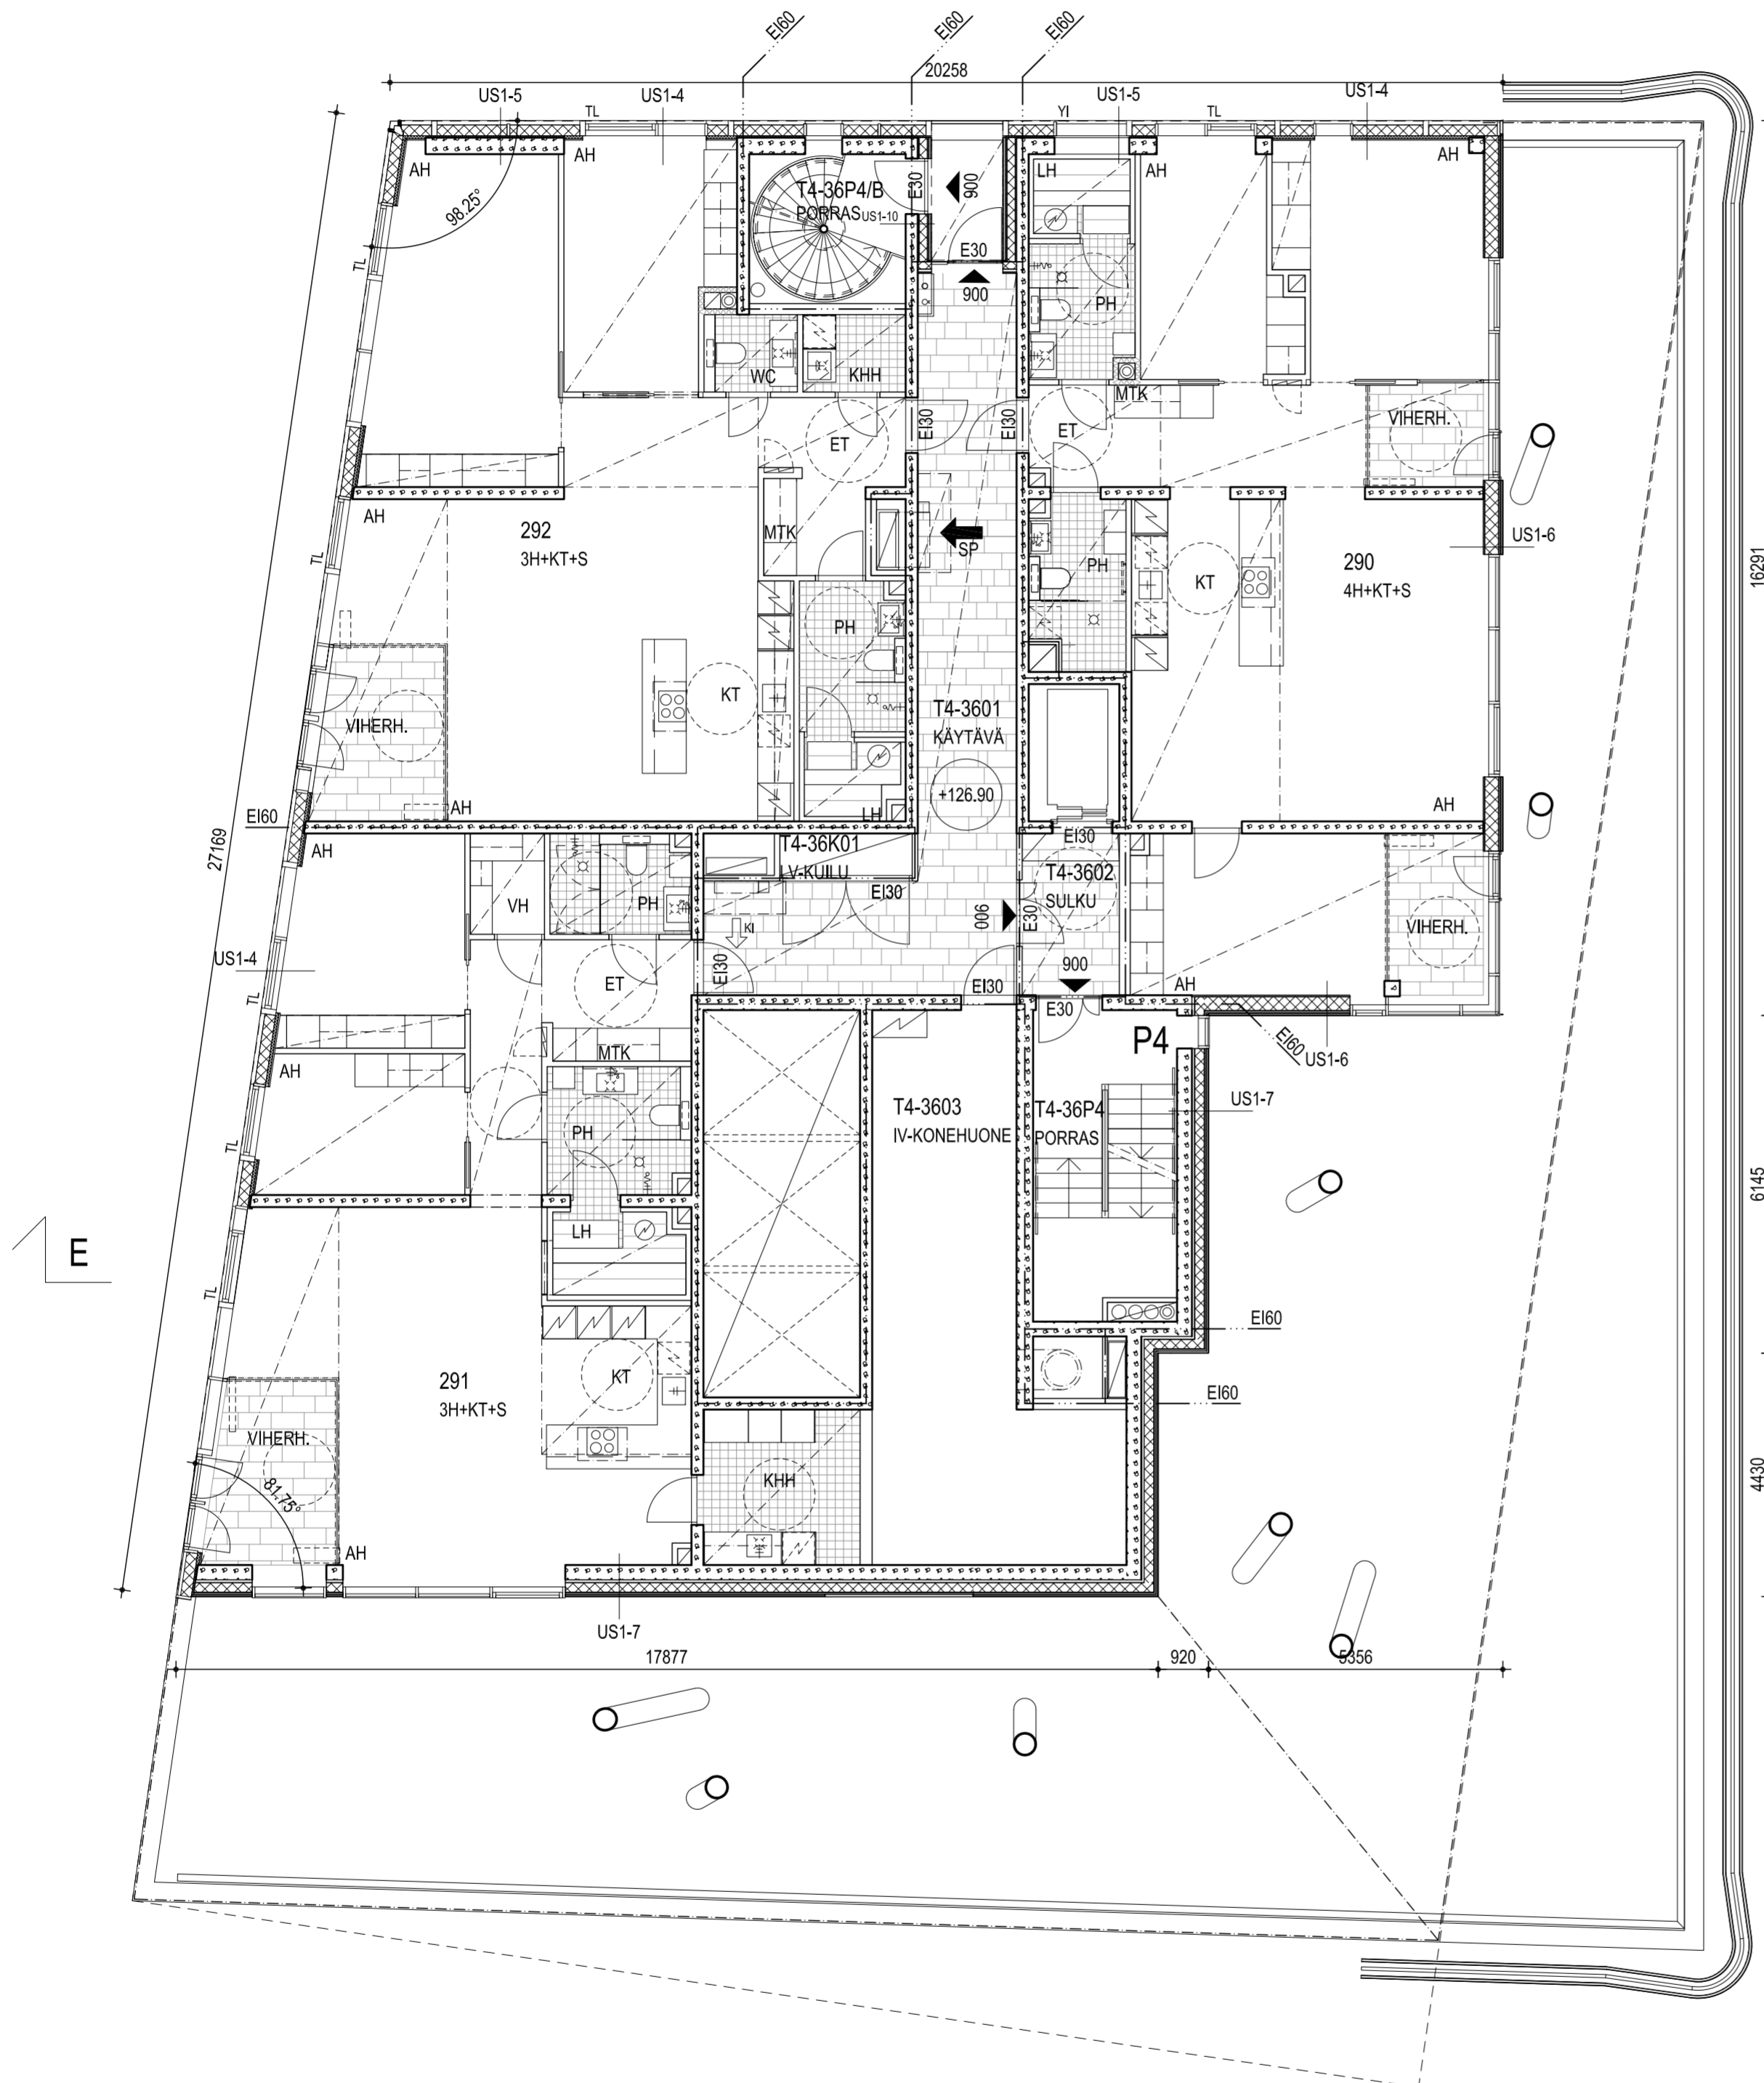 EI60
EI60
EI60
20258
US1-5
TL
US1-4
YI
US1-5
TL
US1-4
AH
AH
LH
AH
AH
T4-36P4/B
PORRAS
US1-10
E30
900
98.25°
E30
900
TL
PH
WC
KHH
MTK
ET
EI30
EI30
ET
VIHERH.
AH
292
3H+KT+S
MTK
SP
US1-6
TL
PH
KT
290
4H+KT+S
16291
PH
KT
T4-3601
KÄYTÄVÄ
VIHERH.
+126.90
AH
LH
AH
EI60
27169
AH
T4-36K01
LV-KUILU
EI30
T4-3602
SULKU
EI30
VH
PH
900
E30
KI
VIHERH.
US1-4
ET
EI30
900
EI30
AH
TL
E30
P4
EI60
US1-6
MTK
AH
T4-3603
IV-KONEHUONE
T4-36P4
PORRAS
US1-7
PH
TL
6145
LH
E
TL
EI60
291
3H+KT+S
KT
EI60
VIHERH.
81.75°
KHH
4430
AH
US1-7
17877
920
5356